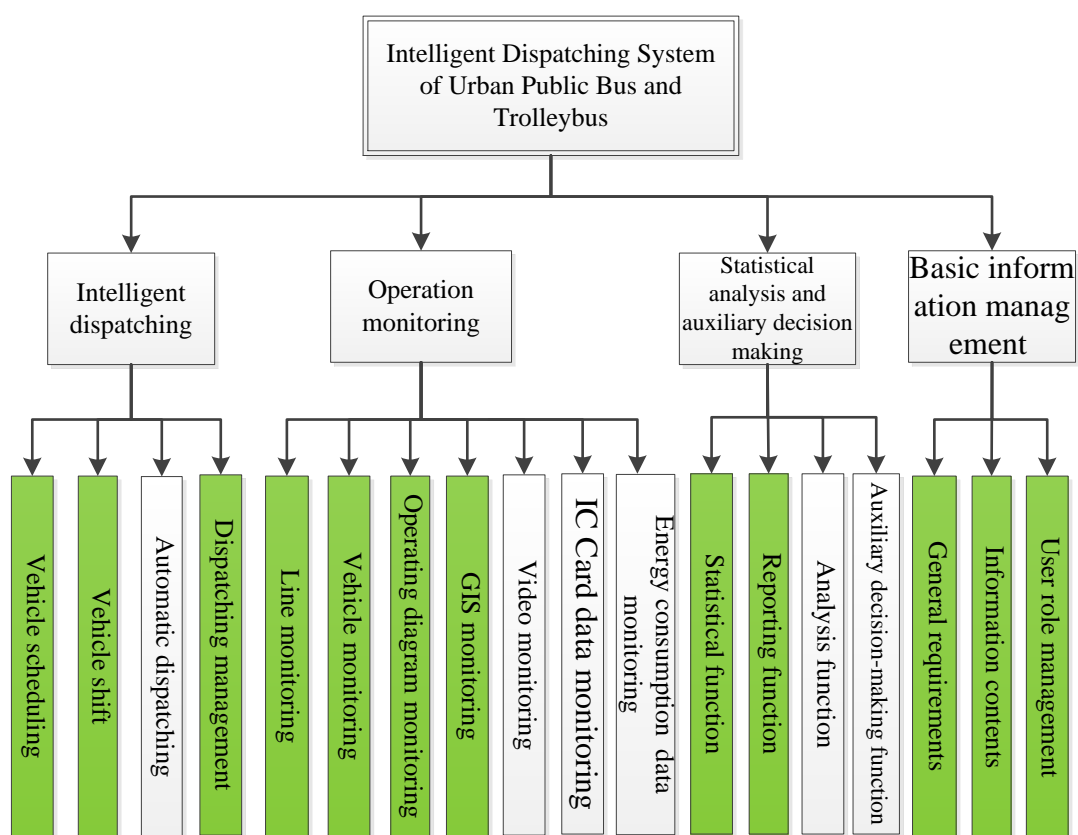 Intelligent Dispatching System
of Urban Public Bus and
Trolleybus
Intelligent
dispatching
Operation
monitoring
Statistical
analysis and
auxiliary decision
making
Basic inform
ation manag
ement
Vehicle scheduling
Vehicle shift
Automatic dispatching
Dispatching management
Line monitoring
Vehicle monitoring
Operating diagram monitoring
GIS monitoring
Video monitoring
IC Card data monitoring
Energy consumption data
monitoring
Statistical function
Reporting function
Analysis function
Auxiliary decision-making function
General requirements
Information contents
User role management